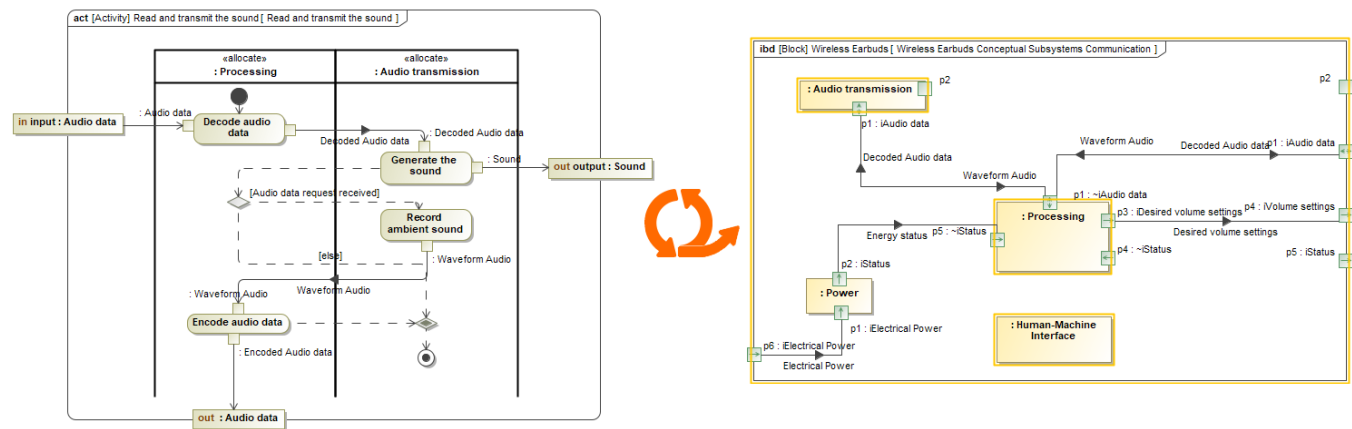 act [Activity] Read and transmit the sound [ Read and transmit the sound ]
«allocate»
: Processing
«allocate»
: Audio transmission
in input : Audio data
: Audio data
Decode audio
data
: Decoded Audio data
Decoded Audio data
Generate the
sound
: Sound
out output : Sound
[Audio data request received]
Record
ambient sound
[else]
: Waveform Audio
Waveform Audio
: Waveform Audio
Encode audio data
: Encoded Audio data
out : Audio data
ibd [Block] Wireless Earbuds [ Wireless Earbuds Conceptual Subsystems Communication ]
p2
: Audio transmission
p2
p1 : iAudio data
Waveform Audio
Decoded Audio data
p1 : iAudio data
Decoded Audio data
Waveform Audio
p1 : ~iAudio data
: Processing
p3 : iDesired volume settings
p4 : iVolume settings
Desired volume settings
Energy status
p5 : ~iStatus
p4 : ~iStatus
p5 : iStatus
p2 : iStatus
: Power
p1 : iElectrical Power
: Human-Machine
Interface
p6 : iElectrical Power
Electrical Power